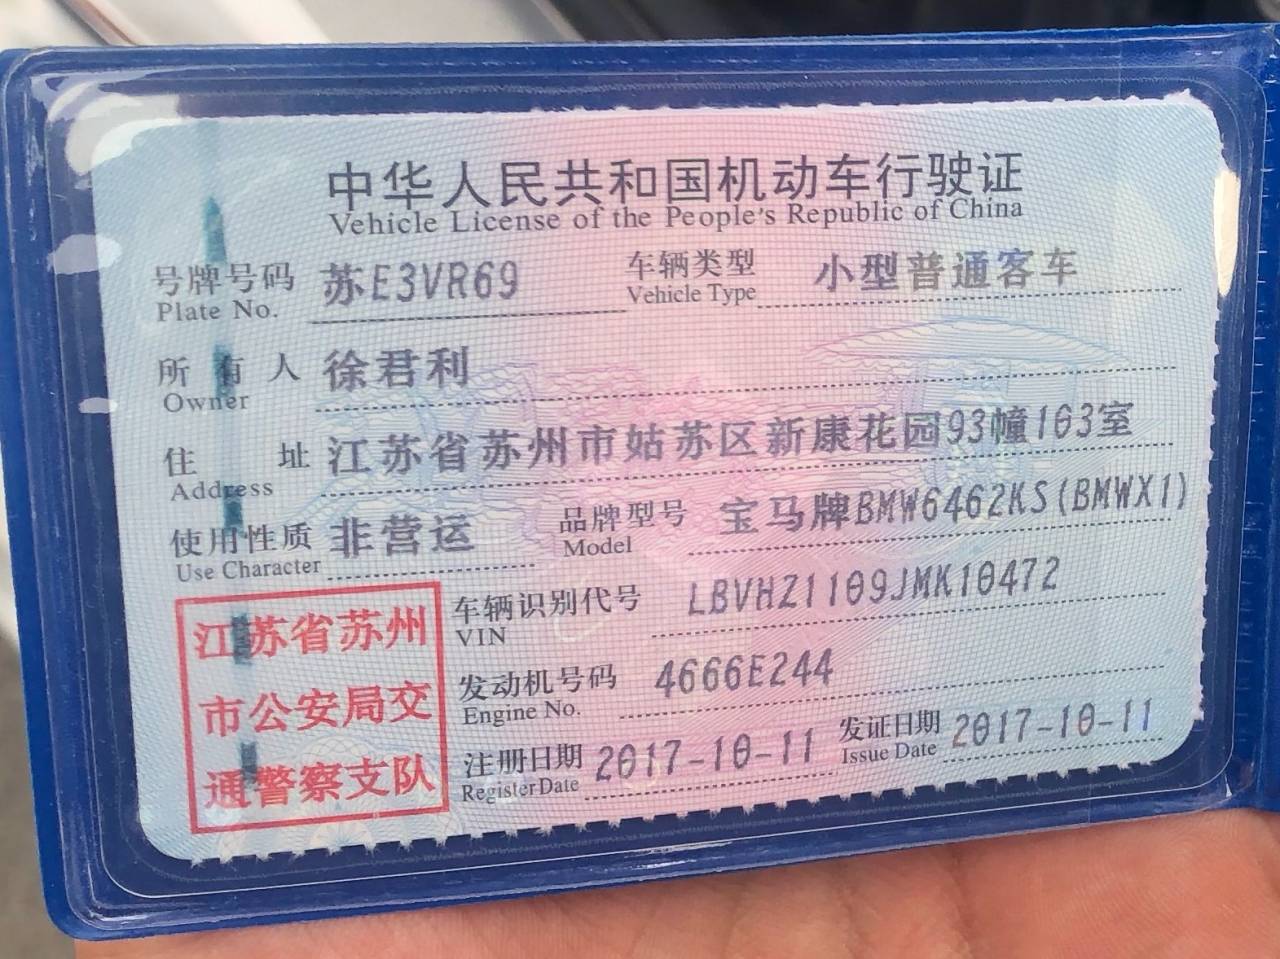 中华人民共和国机动车行驶证
Vehicle License of the People's Republic of China
号牌号码 苏E3VR69 车辆类型 小型普通客车
Plate No. Vehicle Type
所有人 徐君利
Owner
住址 江苏省苏州市姑苏区新康花园93幢103室
Address
使用性质 非营运 品牌型号 宝马牌BMW6462KS(BMWX1)
Use Character Model
江苏省苏州
市公安局交
通警察支队
车辆识别代号 LBVHZ1109JMK10472
VIN
发动机号码 4666E244
Engine No.
注册日期 2017-10-11 发证日期 2017-10-11
Register Date Issue Date